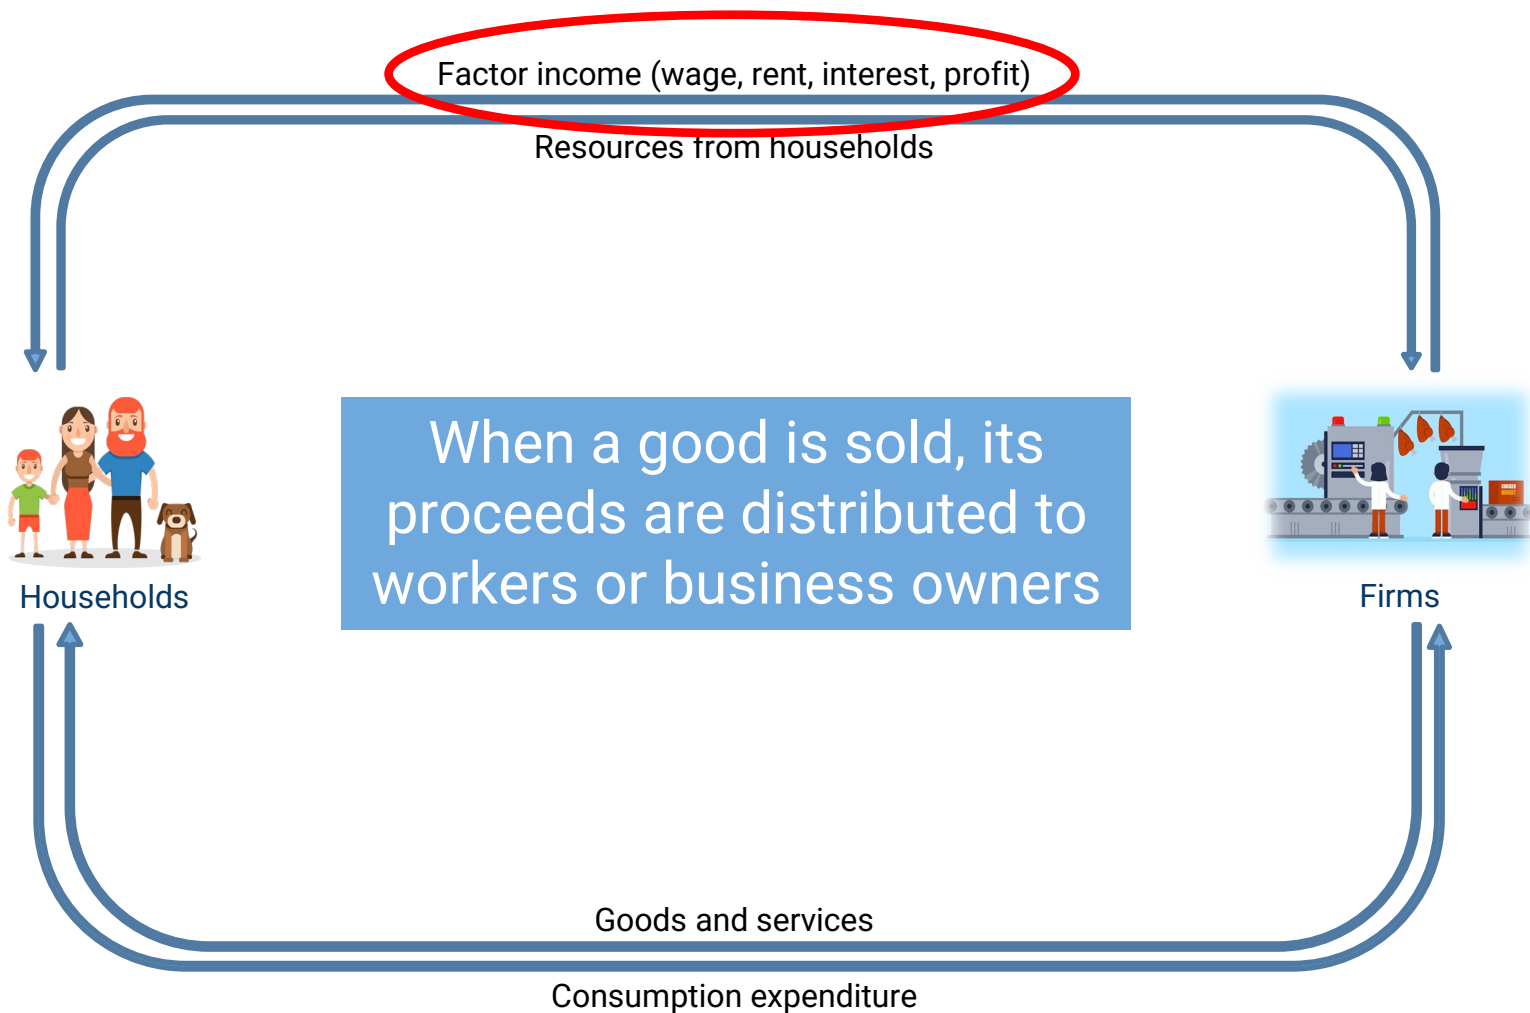 Factor income (wage, rent, interest, profit)
Resources from households
When a good is sold, its
proceeds are distributed to
workers or business owners
Households
Firms
Goods and services
Consumption expenditure